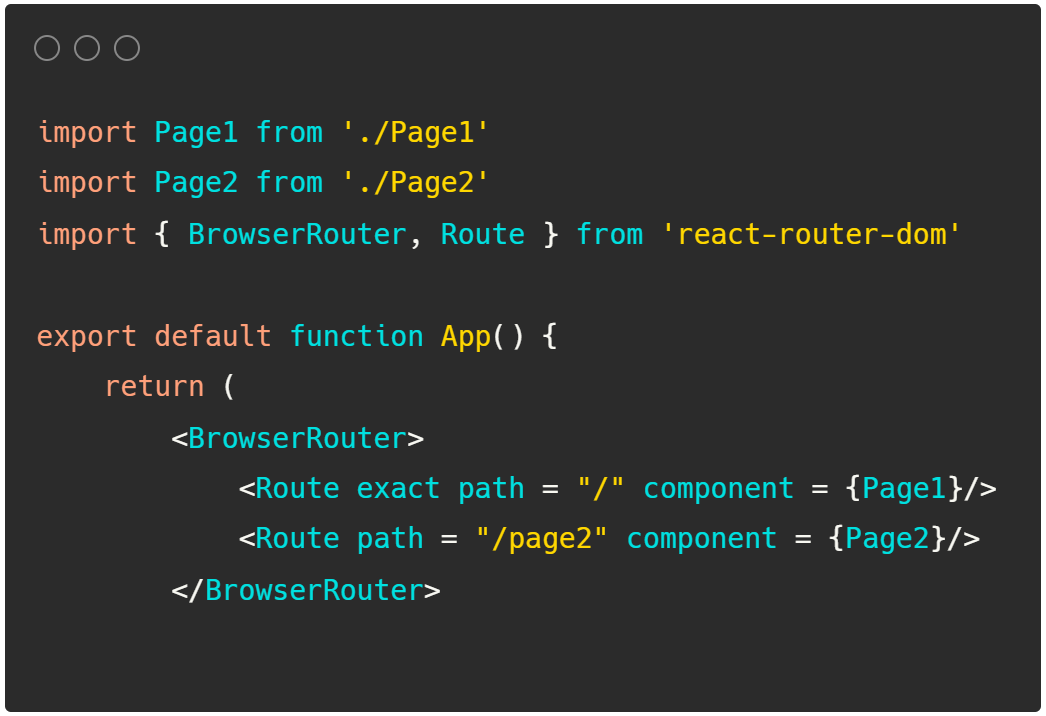 import Page1 from './Page1'
import Page2 from './Page2'
import { BrowserRouter, Route } from 'react-router-dom'

export default function App() {
    return (
        <BrowserRouter>
            <Route exact path = "/" component = {Page1}/>
            <Route path = "/page2" component = {Page2}/>
        </BrowserRouter>